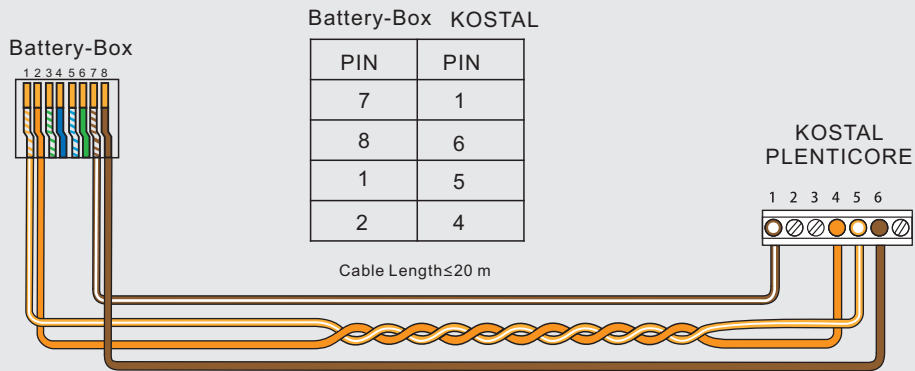 Battery-Box KOSTAL
Battery-Box
1 2 3 4 5 6 7 8
PIN PIN
7 1
8 6
1 5
2 4
Cable Length≤20 m
KOSTAL
PLENTICORE
1 2 3 4 5 6